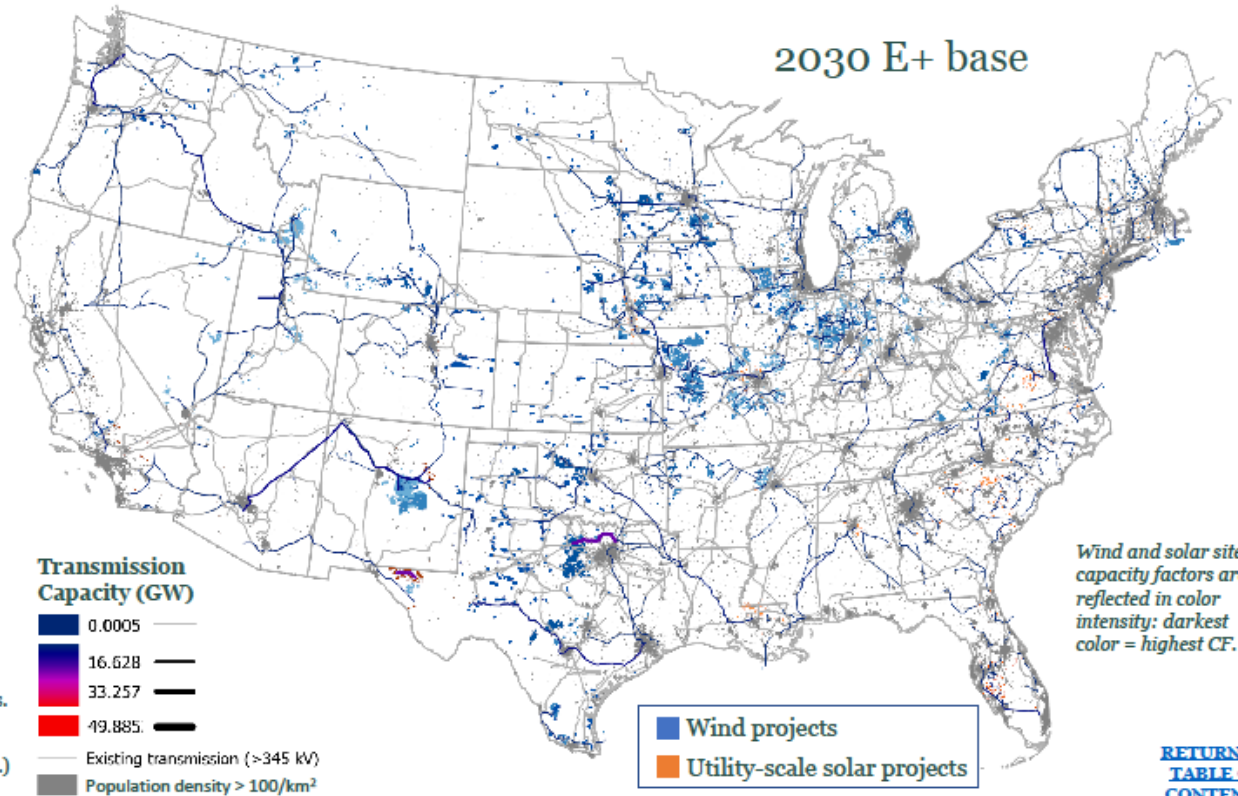 2030 E+ base
Transmission
Capacity (GW)
0.0005
16.628
33.257
49.885
Existing transmission (>345 kV)
Population density > 100/km²
s.
.)
Wind projects
Utility-scale solar projects
Wind and solar site
capacity factors ar
reflected in color
intensity: darkest
color = highest CF.
RETURN
TABLE
CONTEN